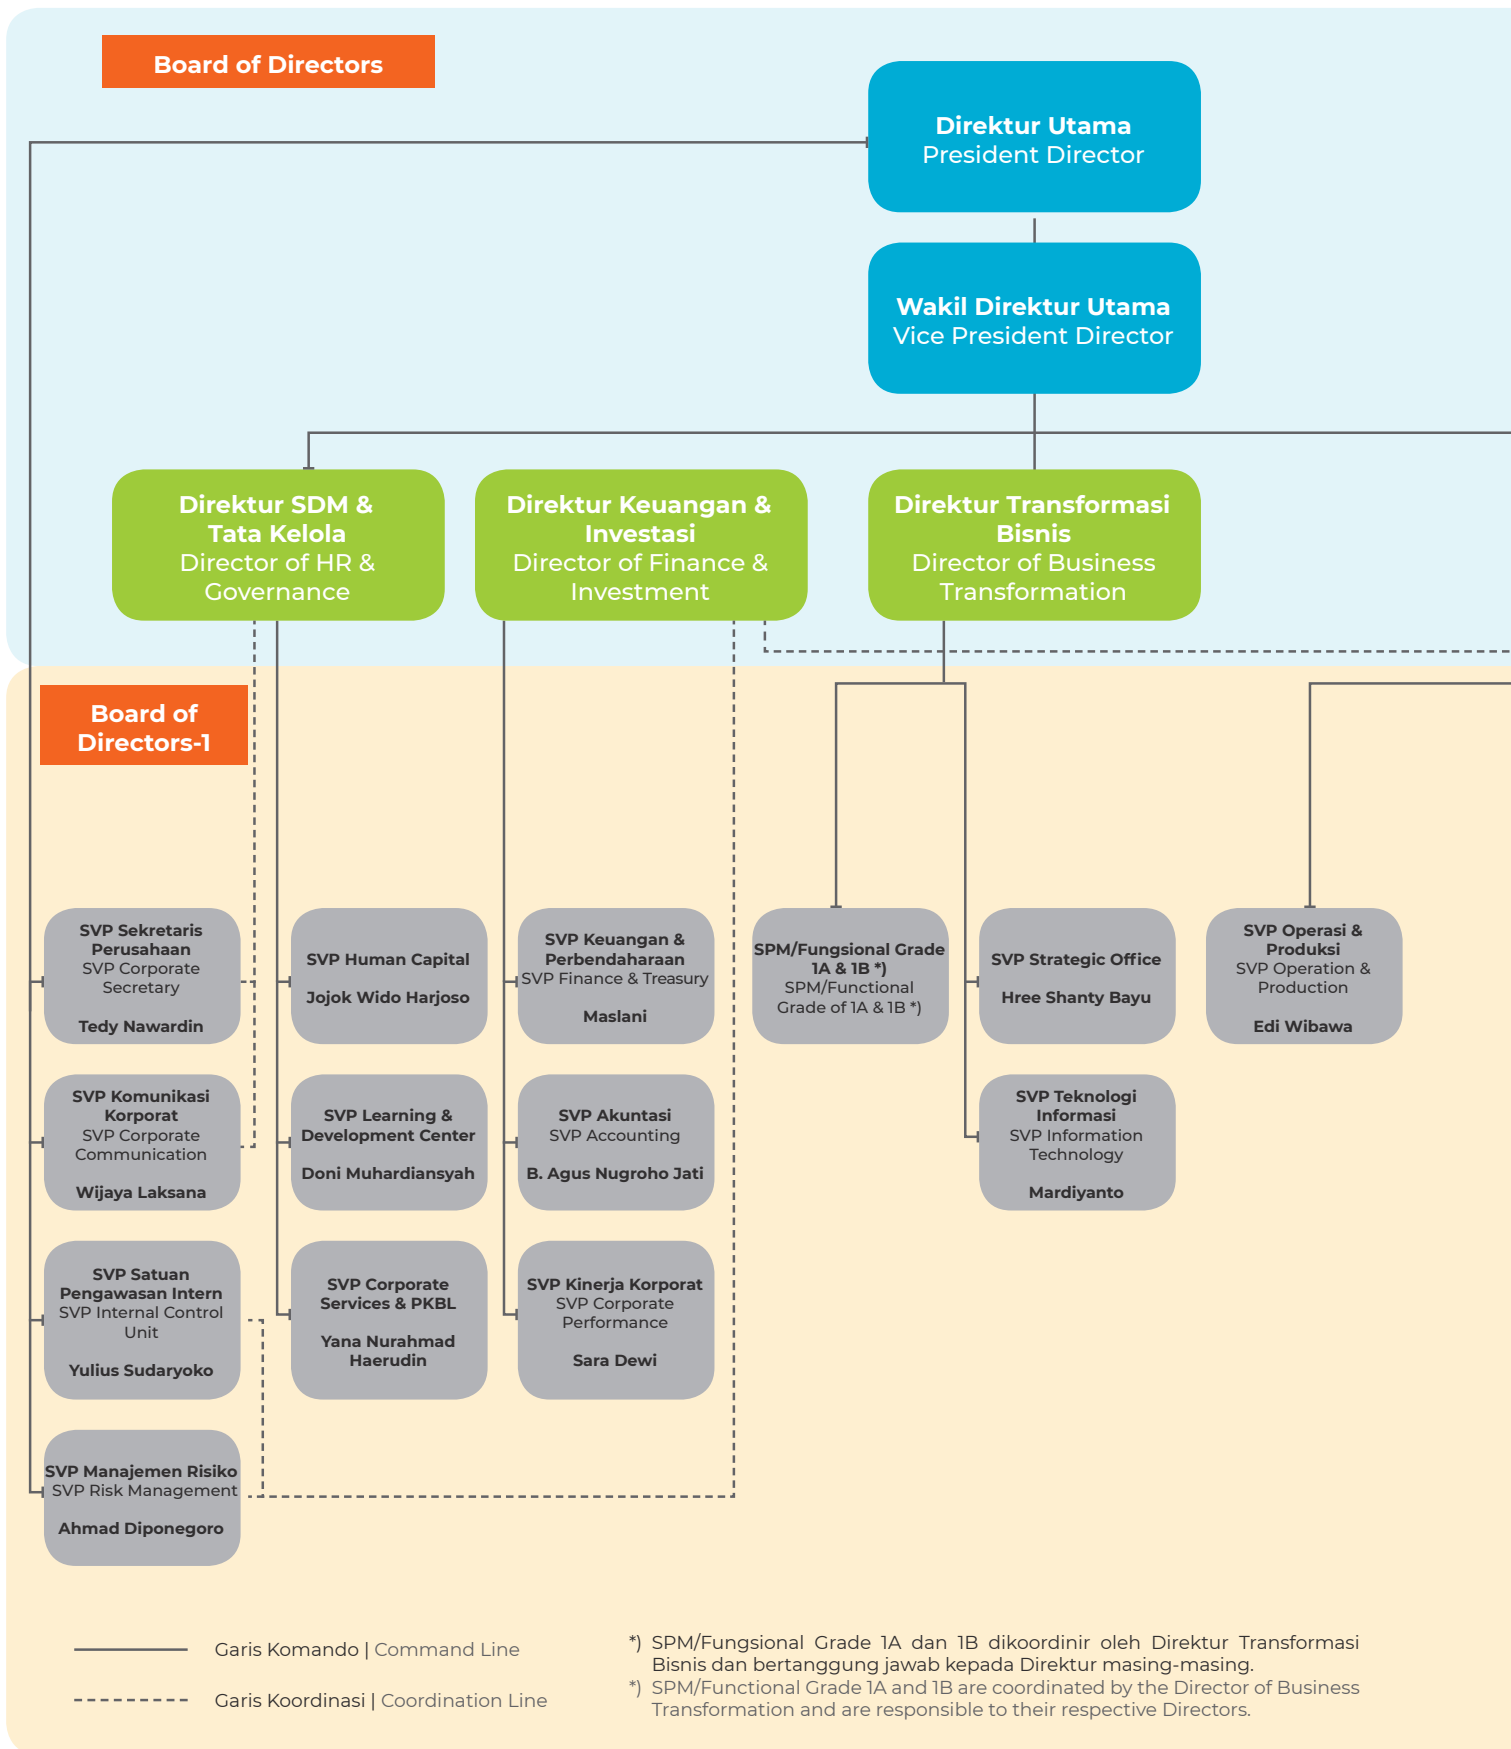 Board of Directors
Direktur Utama
President Director
Wakil Direktur Utama
Vice President Director
Direktur SDM &
Tata Kelola
Director of HR &
Governance
Direktur Keuangan &
Investasi
Director of Finance &
Investment
Direktur Transformasi
Bisnis
Director of Business
Transformation
Board of
Directors-1
SVP Sekretaris
Perusahaan
SVP Corporate
Secretary
Tedy Nawardin
SVP Human Capital
Jojok Wido Harjoso
SVP Keuangan &
Perbendaharaan
SVP Finance & Treasury
Maslani
SPM/Fungsional Grade
1A & 1B *)
SPM/Functional
Grade of 1A & 1B *)
SVP Strategic Office
Hree Shanty Bayu
SVP Operasi &
Produksi
SVP Operation &
Production
Edi Wibawa
SVP Komunikasi
Korporat
SVP Corporate
Communication
Wijaya Laksana
SVP Learning &
Development Center
Doni Muhardiansyah
SVP Akuntasi
SVP Accounting
B. Agus Nugroho Jati
SVP Teknologi
Informasi
SVP Information
Technology
Mardiyanto
SVP Satuan
Pengawasan Intern
SVP Internal Control
Unit
Yulius Sudaryoko
SVP Corporate
Services & PKBL
Yana Nurahmad
Haerudin
SVP Kinerja Korporat
SVP Corporate
Performance
Sara Dewi
SVP Manajemen Risiko
SVP Risk Management
Ahmad Diponegoro
Garis Komando | Command Line
Garis Koordinasi | Coordination Line
*) SPM/Fungsional Grade 1A dan 1B dikoordinir oleh Direktur Transformasi
Bisnis dan bertanggung jawab kepada Direktur masing-masing.
*) SPM/Functional Grade 1A and 1B are coordinated by the Director of Business
Transformation and are responsible to their respective Directors.